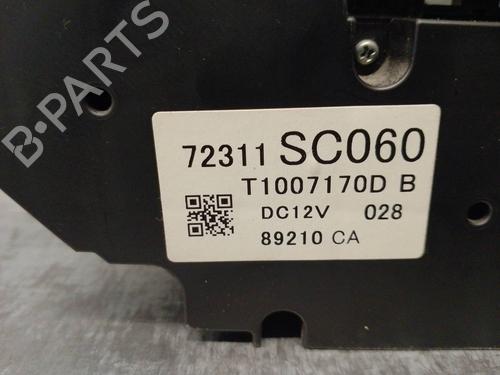 B-PARTS
72311 SC060
T1007170D B
DC12V 028
89210 CA